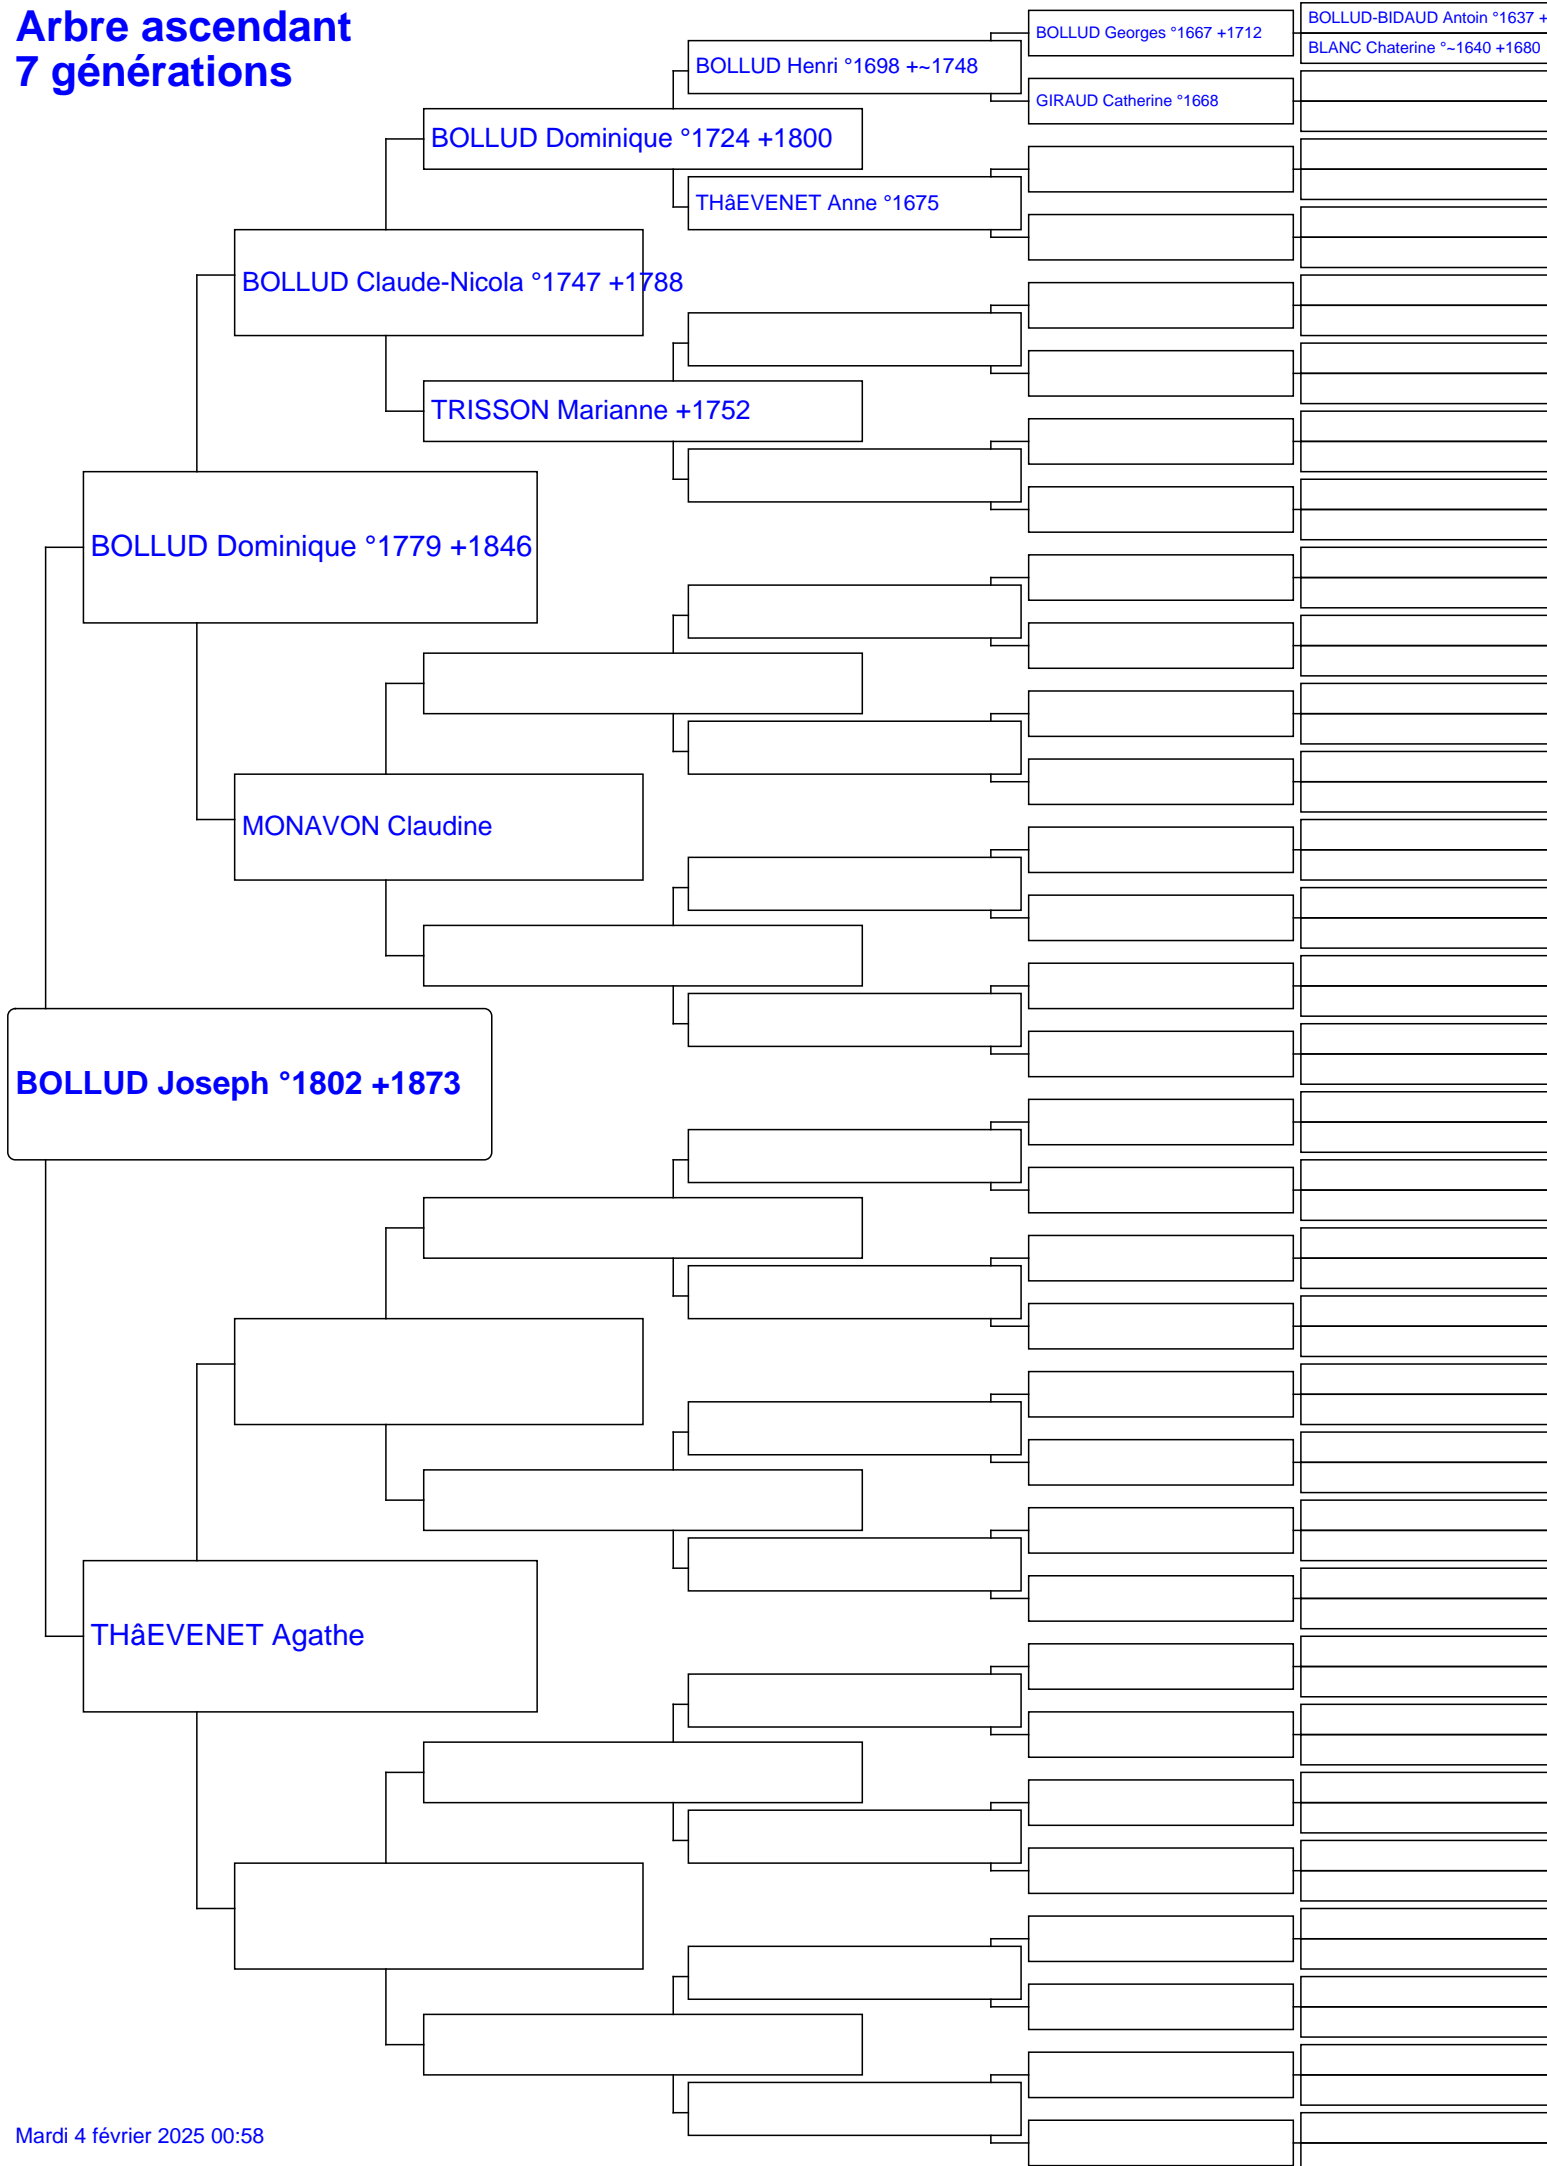 Arbre ascendant
7 générations
BOLLUD Georges °1667 +1712
BOLLUD-BIDAUD Antoin °1637 +
BLANC Chaterine °~1640 +1680
BOLLUD Henri °1698 +~1748
GIRAUD Catherine °1668
BOLLUD Dominique °1724 +1800
THâEVENET Anne °1675
BOLLUD Claude-Nicola °1747 +1788
TRISSON Marianne +1752
BOLLUD Dominique °1779 +1846
MONAVON Claudine
BOLLUD Joseph °1802 +1873
THâEVENET Agathe
Mardi 4 février 2025 00:58